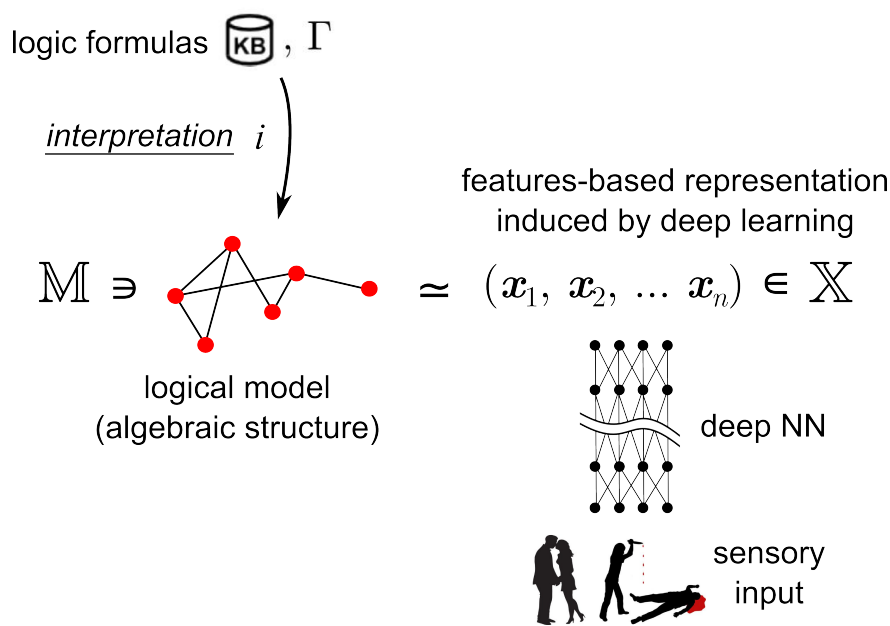 logic formulas KB , Γ
interpretation i
features-based representation
induced by deep learning
𝕄 ∋ ≃ (x₁, x₂, ... xₙ) ∈ 𝕏
logical model
(algebraic structure)
deep NN
sensory
input